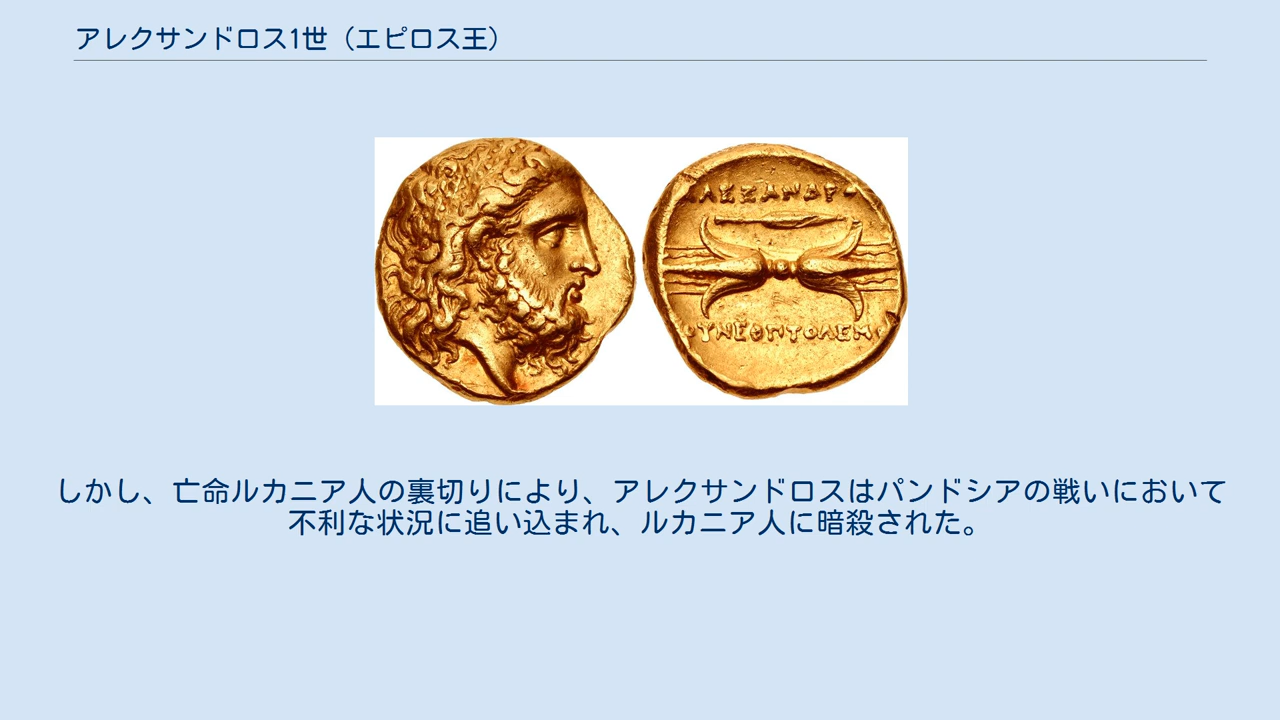 アレクサンドロス1世（エピロス王）
ΑΛΕΞΑΝΔΡΟ
ΟΥΝΕΟΠΤΟΛΕΜ
しかし、亡命ルカニア人の裏切りにより、アレクサンドロスはパンドシアの戦いにおいて
不利な状況に追い込まれ、ルカニア人に暗殺された。